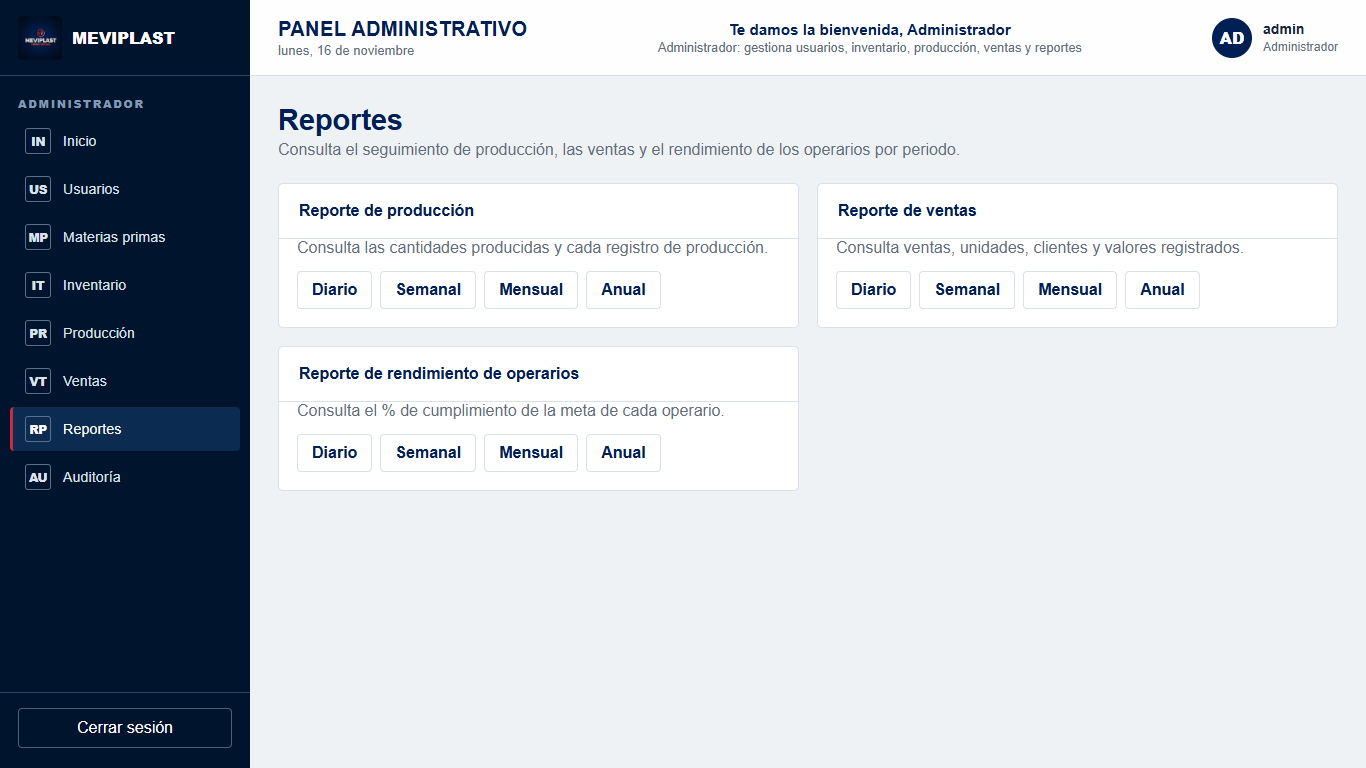 MEVIPLAST
MEVIPLAST
ADMINISTRADOR
IN Inicio
US Usuarios
MP Materias primas
IT Inventario
PR Producción
VT Ventas
RP Reportes
AU Auditoría
Cerrar sesión
PANEL ADMINISTRATIVO
lunes, 16 de noviembre
Te damos la bienvenida, Administrador
Administrador: gestiona usuarios, inventario, producción, ventas y reportes
AD
admin
Administrador
Reportes
Consulta el seguimiento de producción, las ventas y el rendimiento de los operarios por periodo.
Reporte de producción
Consulta las cantidades producidas y cada registro de producción.
Diario Semanal Mensual Anual
Reporte de ventas
Consulta ventas, unidades, clientes y valores registrados.
Diario Semanal Mensual Anual
Reporte de rendimiento de operarios
Consulta el % de cumplimiento de la meta de cada operario.
Diario Semanal Mensual Anual